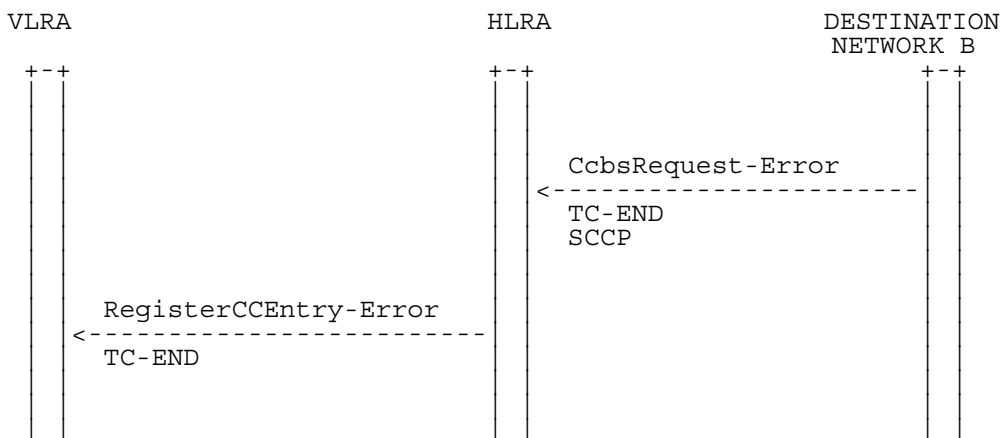 VLRA HLRA DESTINATION
NETWORK B
CcbsRequest-Error
TC-END
SCCP
RegisterCCEntry-Error
TC-END